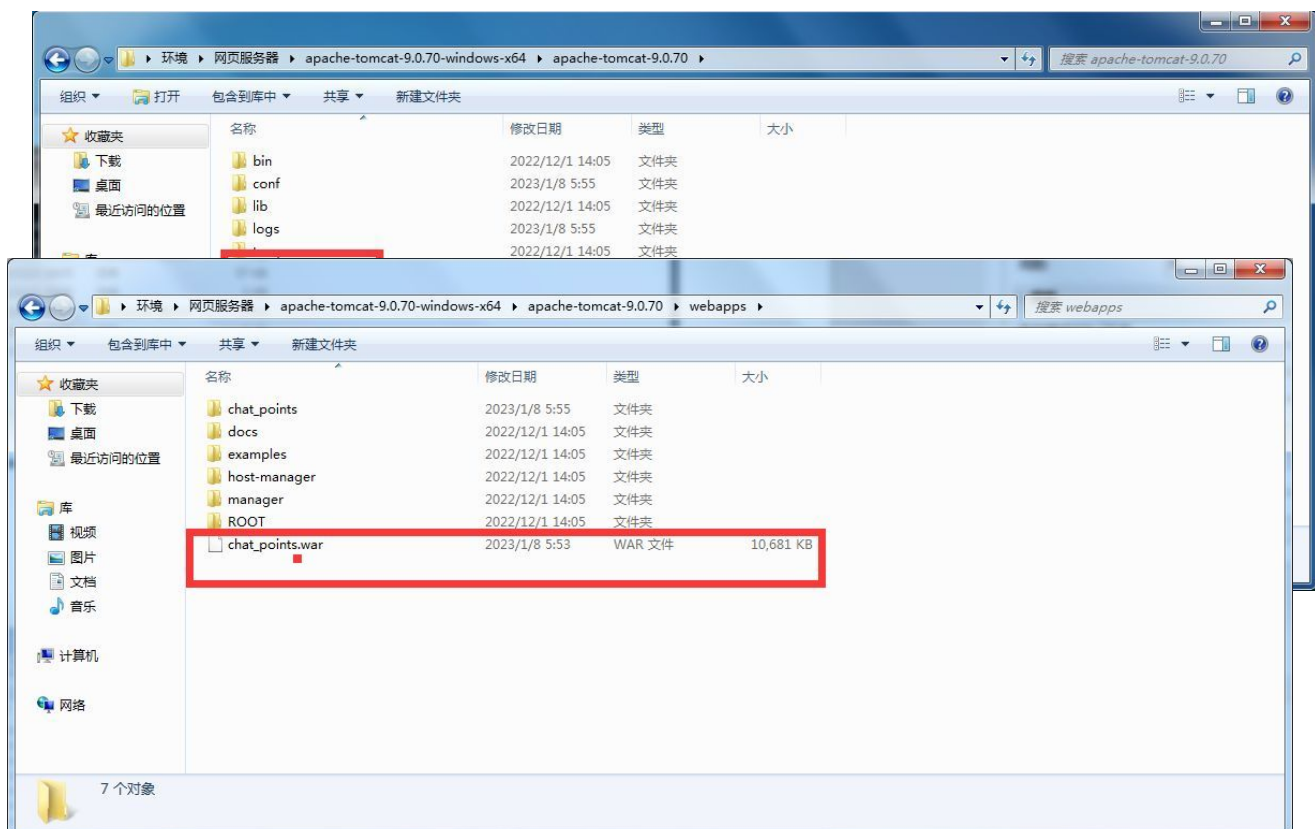 环境 网页服务器 apache-tomcat-9.0.70-windows-x64 apache-tomcat-9.0.70
搜索 apache-tomcat-9.0.70
组织 打开 包含到库中 共享 新建文件夹
名称 修改日期 类型 大小
收藏夹
下载
桌面
最近访问的位置
bin 2022/12/1 14:05 文件夹
conf 2023/1/8 5:55 文件夹
lib 2022/12/1 14:05 文件夹
logs 2023/1/8 5:55 文件夹
2022/12/1 14:05 文件夹
环境 网页服务器 apache-tomcat-9.0.70-windows-x64 apache-tomcat-9.0.70 webapps
搜索 webapps
组织 包含到库中 共享 新建文件夹
名称 修改日期 类型 大小
收藏夹
下载
桌面
最近访问的位置
库
视频
图片
文档
音乐
计算机
网络
chat_points 2023/1/8 5:55 文件夹
docs 2022/12/1 14:05 文件夹
examples 2022/12/1 14:05 文件夹
host-manager 2022/12/1 14:05 文件夹
manager 2022/12/1 14:05 文件夹
ROOT 2022/12/1 14:05 文件夹
chat_points.war 2023/1/8 5:53 WAR 文件 10,681 KB
7 个对象